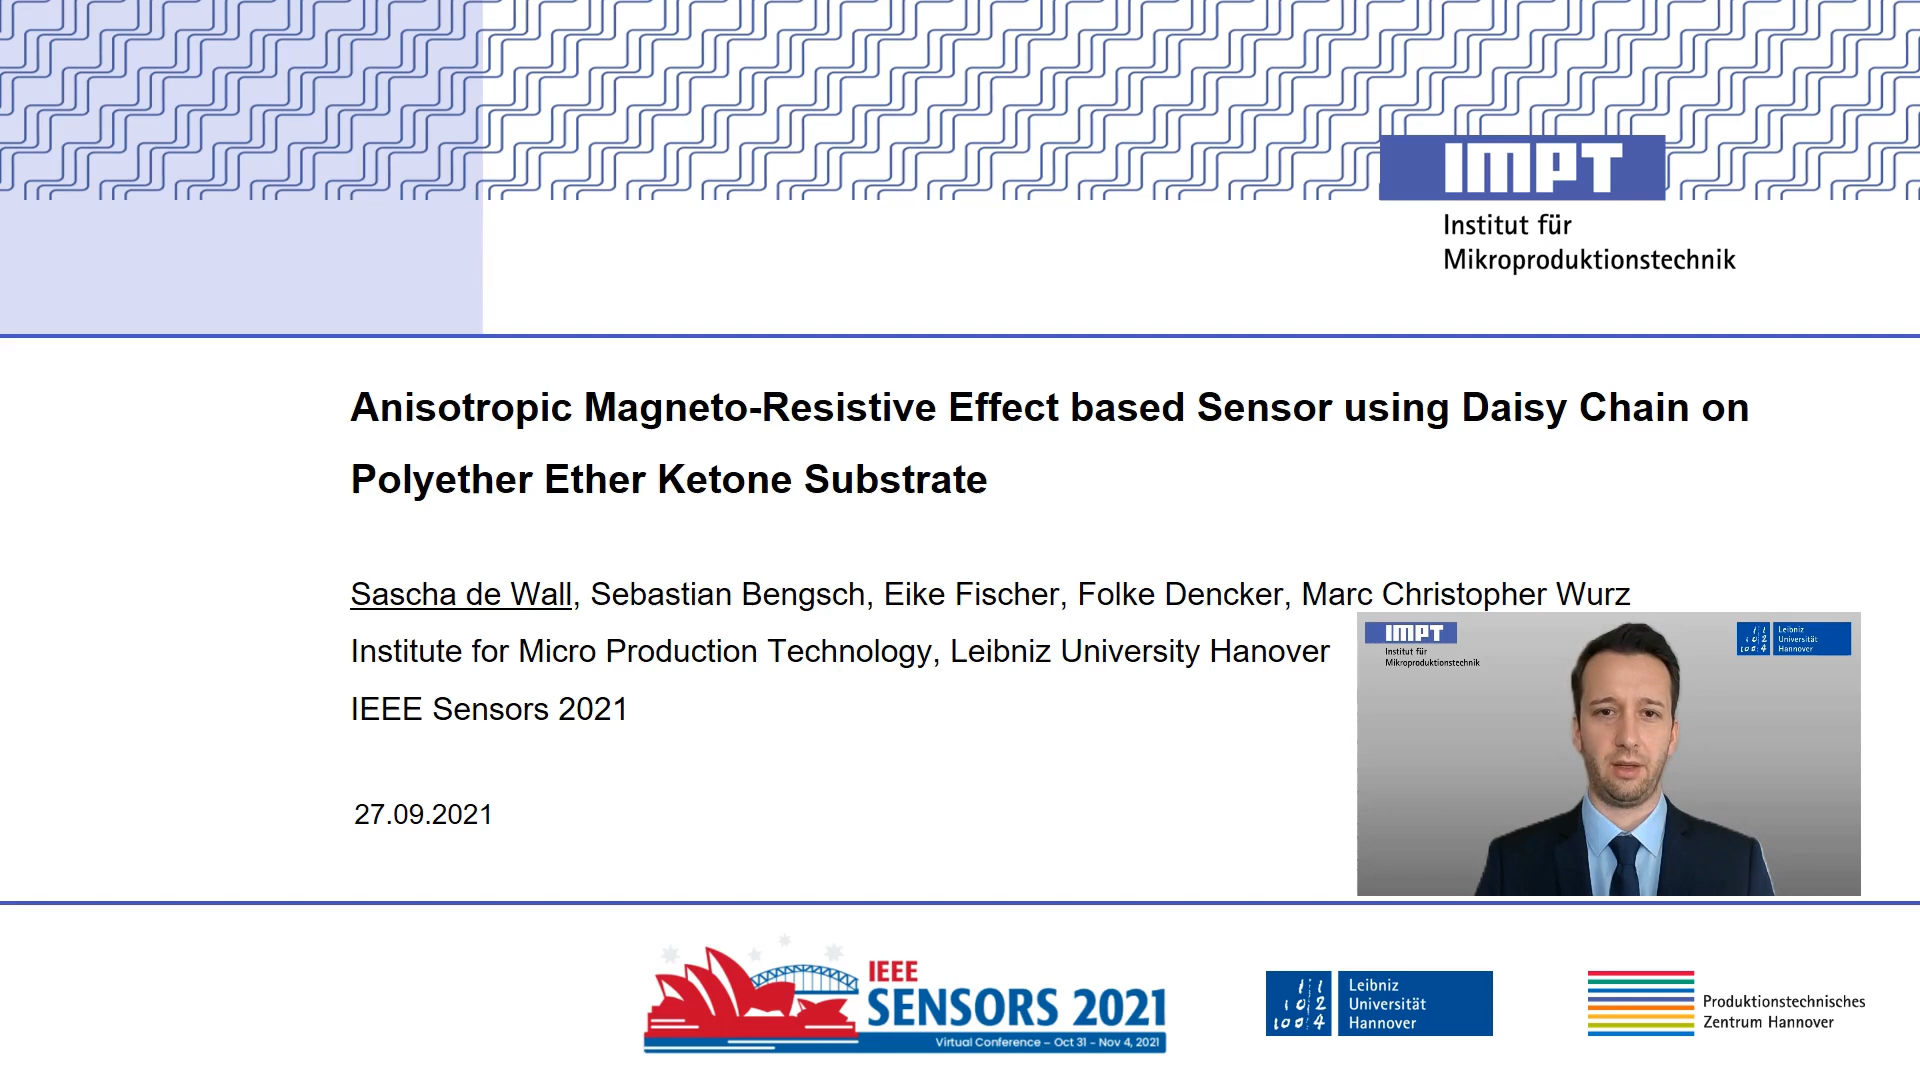 IMPT
Institut für
Mikroproduktionstechnik
Anisotropic Magneto-Resistive Effect based Sensor using Daisy Chain on
Polyether Ether Ketone Substrate
Sascha de Wall, Sebastian Bengsch, Eike Fischer, Folke Dencker, Marc Christopher Wurz
Institute for Micro Production Technology, Leibniz University Hanover
IEEE Sensors 2021
27.09.2021
IMPT
Institut für
Mikroproduktionstechnik
Leibniz
Universität
Hannover
IEEE
SENSORS 2021
Virtual Conference – Oct 31 – Nov 4, 2021
11
102
1004
Leibniz
Universität
Hannover
Produktionstechnisches
Zentrum Hannover